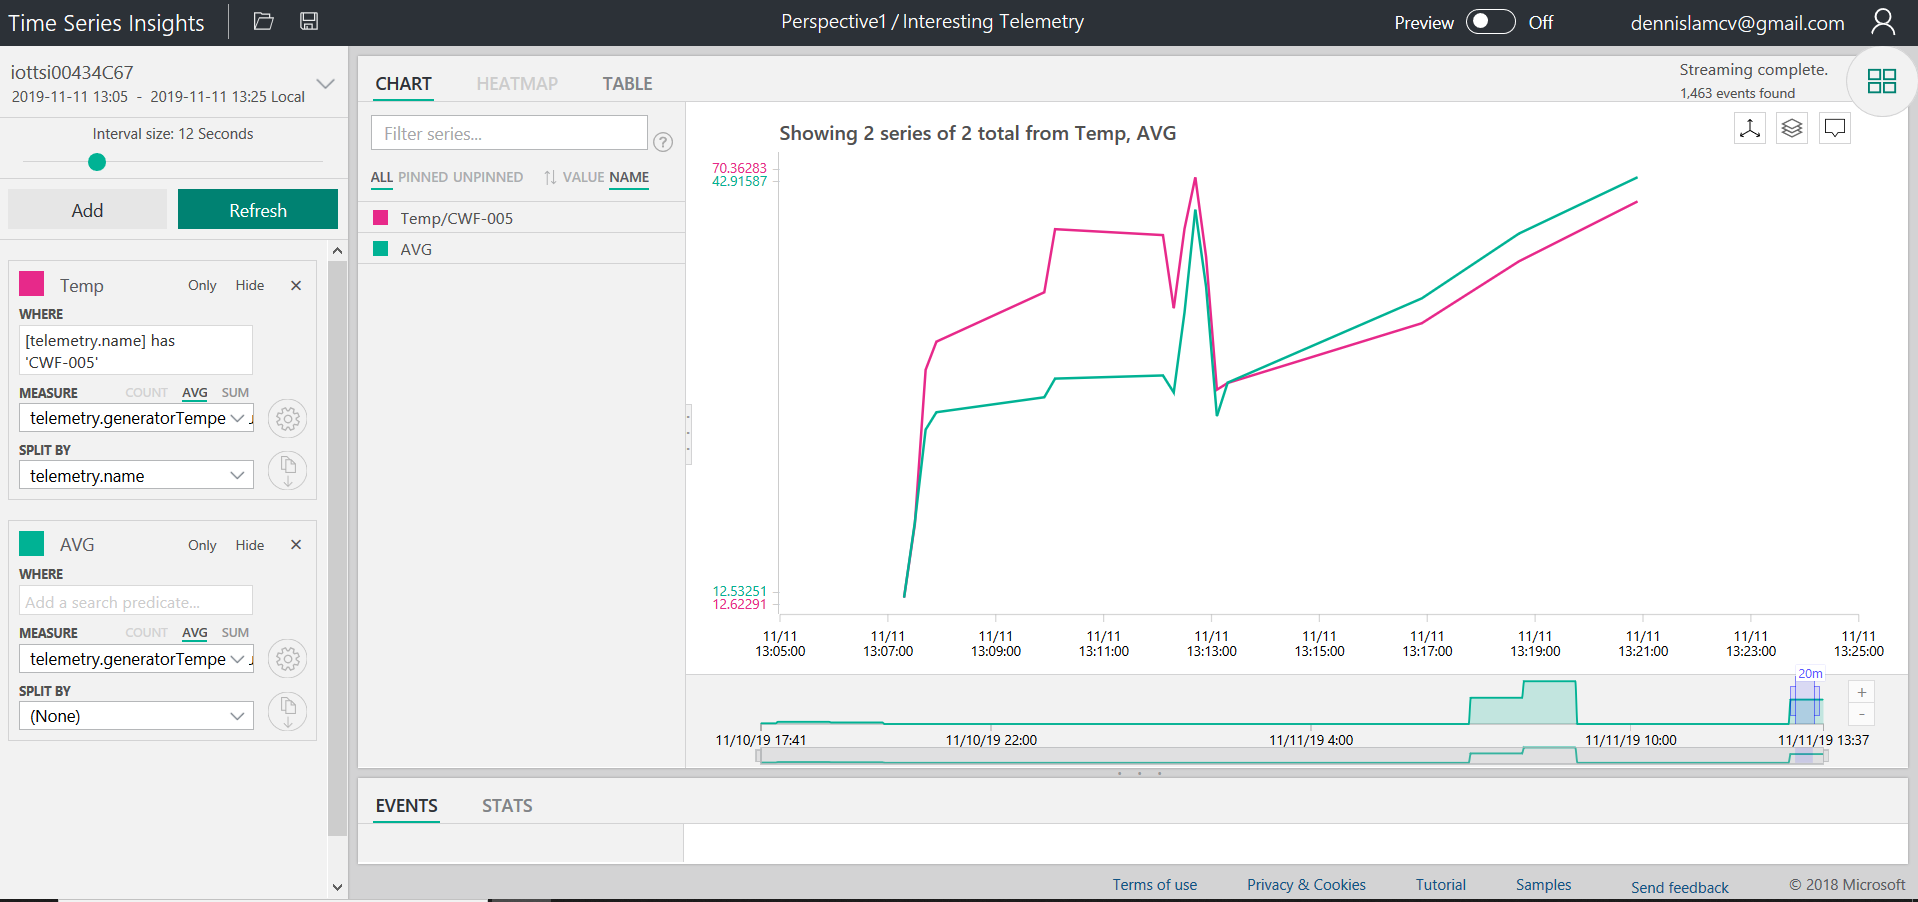 Time Series Insights
Perspective1 / Interesting Telemetry
Preview Off
dennislamcv@gmail.com
iottsi00434C67
2019-11-11 13:05 - 2019-11-11 13:25 Local
Interval size: 12 Seconds
Add Refresh
Temp Only Hide ×
WHERE
[telemetry.name] has
'CWF-005'
MEASURE COUNT AVG SUM
telemetry.generatorTempe
SPLIT BY
telemetry.name
AVG Only Hide ×
WHERE
Add a search predicate...
MEASURE COUNT AVG SUM
telemetry.generatorTempe
SPLIT BY
(None)
CHART HEATMAP TABLE
Streaming complete.
1,463 events found
Filter series...
?
ALL PINNED UNPINNED VALUE NAME
Temp/CWF-005
AVG
Showing 2 series of 2 total from Temp, AVG
70.36283
42.91587
12.53251
12.62291
11/11 11/11 11/11 11/11 11/11 11/11 11/11 11/11 11/11 11/11 11/11
13:05:00 13:07:00 13:09:00 13:11:00 13:13:00 13:15:00 13:17:00 13:19:00 13:21:00 13:23:00 13:25:00
20m
+
-
11/10/19 17:41 11/10/19 22:00 11/11/19 4:00 11/11/19 10:00 11/11/19 13:37
EVENTS STATS
Terms of use Privacy & Cookies Tutorial Samples Send feedback © 2018 Microsoft